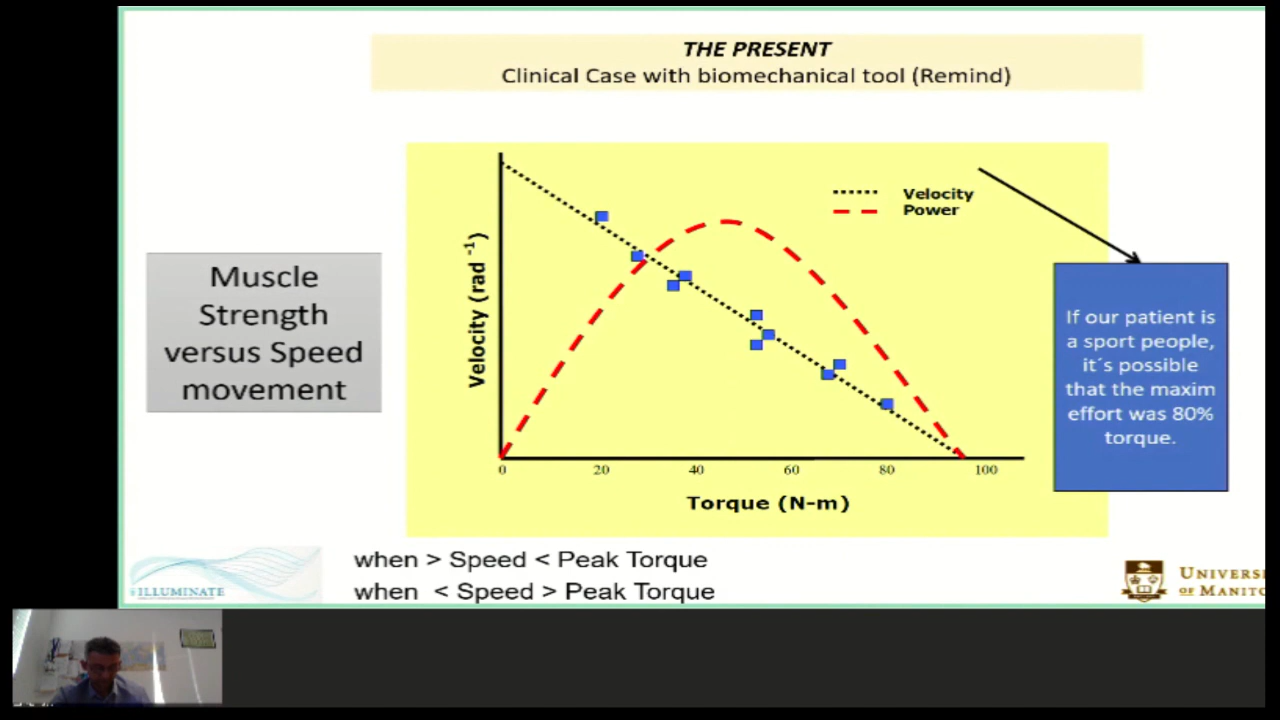 THE PRESENT
Clinical Case with biomechanical tool (Remind)
Muscle
Strength
versus Speed
movement
Velocity (rad -1)
Velocity
Power
0 20 40 60 80 100
Torque (N-m)
If our patient is
a sport people,
it´s possible
that the maxim
effort was 80%
torque.
when > Speed < Peak Torque
when < Speed > Peak Torque
ILLUMINATE
UNIVERSI
OF MANITO